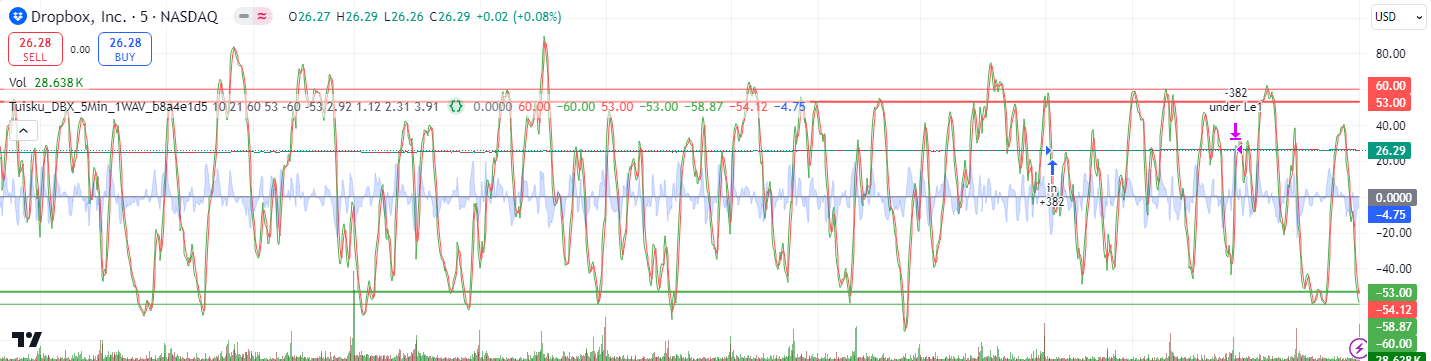 Dropbox, Inc. · 5 · NASDAQ O26.27 H26.29 L26.26 C26.29 +0.02 (+0.08%)
USD
26.28 SELL
0.00
26.28 BUY
80.00
Vol 28.638 K
60.00
Tuisku_DBX_5Min_1WAV_b8a4e1d5 10 21 60 53 -60 -53 2.92 1.12 2.31 3.91 {} 0.0000 60.00 −60.00 53.00 −53.00 −58.87 −54.12 −4.75
-382
under Le1
53.00
40.00
26.29
20.00
in
+382
0.0000
−4.75
−20.00
−40.00
−53.00
−54.12
−58.87
−60.00
28.638 K